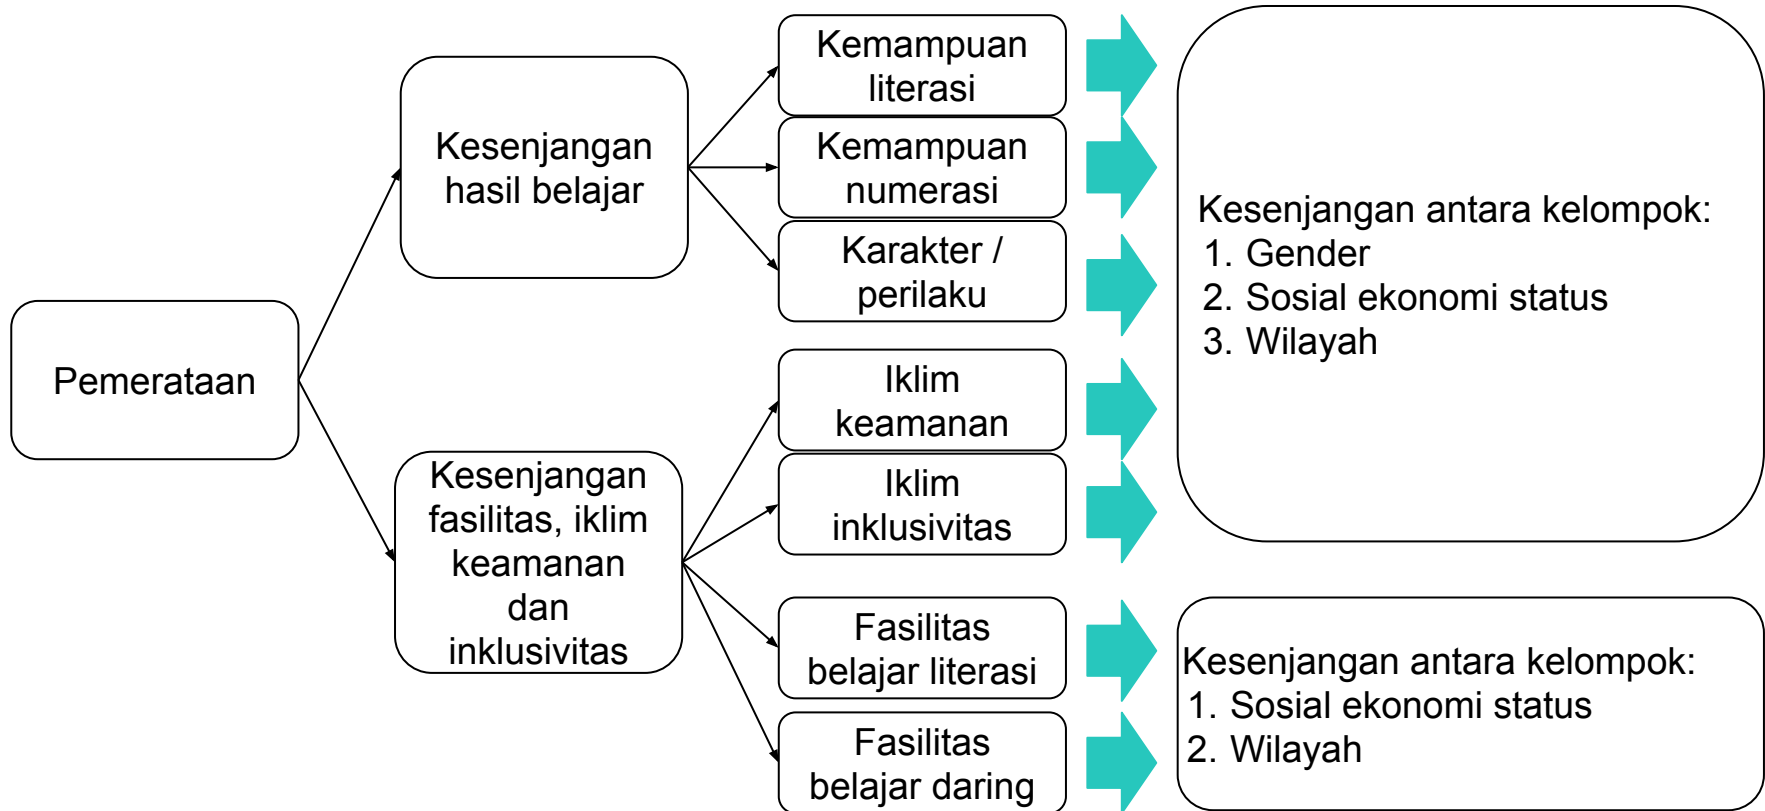 Pemerataan
Kesenjangan
hasil belajar
Kesenjangan
fasilitas, iklim
keamanan
dan
inklusivitas
Kemampuan
literasi
Kemampuan
numerasi
Karakter /
perilaku
Iklim
keamanan
Iklim
inklusivitas
Fasilitas
belajar literasi
Fasilitas
belajar daring
Kesenjangan antara kelompok:
1. Gender
2. Sosial ekonomi status
3. Wilayah
Kesenjangan antara kelompok:
1. Sosial ekonomi status
2. Wilayah